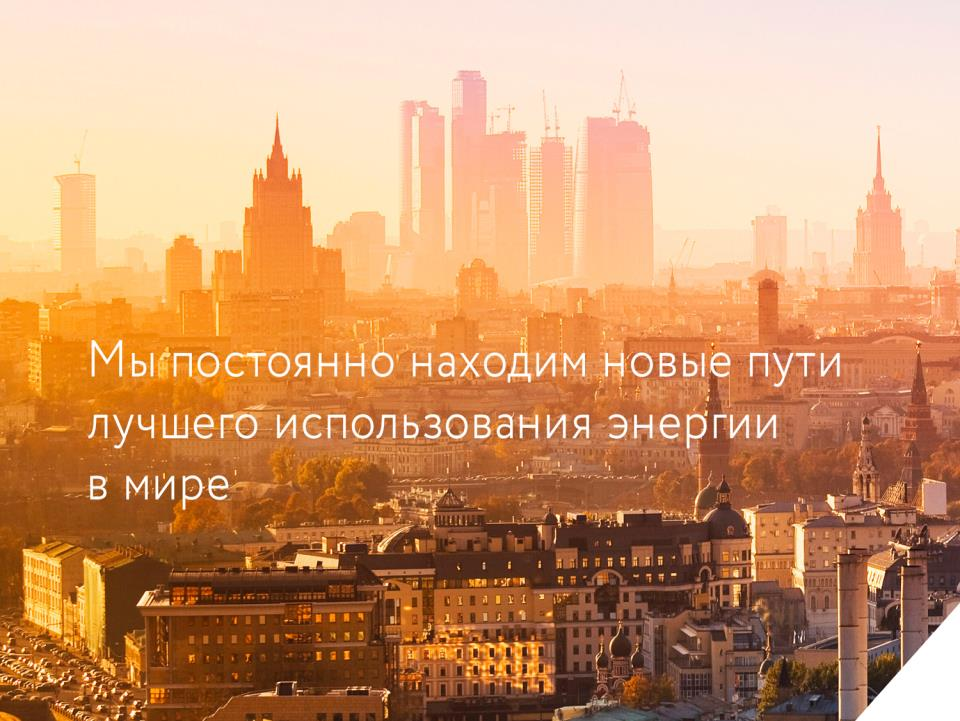 Мы постоянно находим новые пути
лучшего использования энергии
в мире